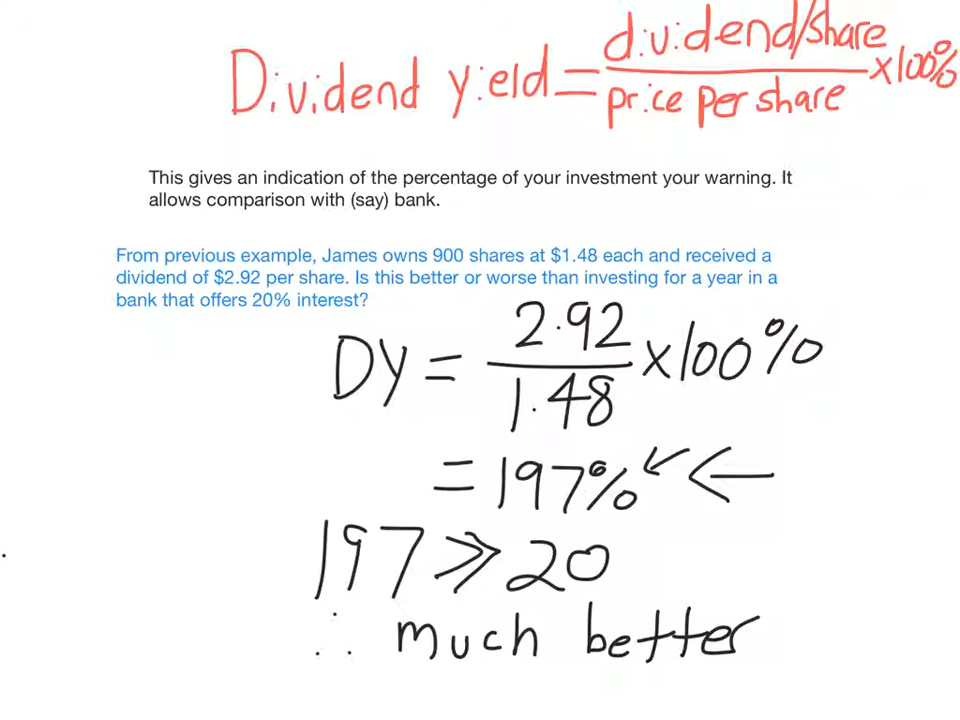 Dividend yield = dividend/share / price per share × 100%
This gives an indication of the percentage of your investment your warning. It
allows comparison with (say) bank.
From previous example, James owns 900 shares at $1.48 each and received a
dividend of $2.92 per share. Is this better or worse than investing for a year in a
bank that offers 20% interest?
DY = 2.92 / 1.48 × 100%
= 197% ↙ ←
197 ≫ 20
∴ much better